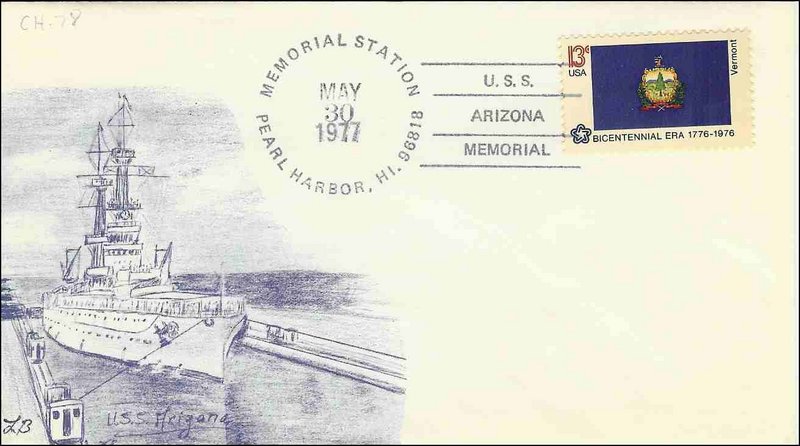 CH-78
MEMORIAL STATION
MAY
30
1977
PEARL HARBOR, HI. 96818
U.S.S.
ARIZONA
MEMORIAL
13c
USA
Vermont
BICENTENNIAL ERA 1776-1976
LB
U.S.S. Arizona